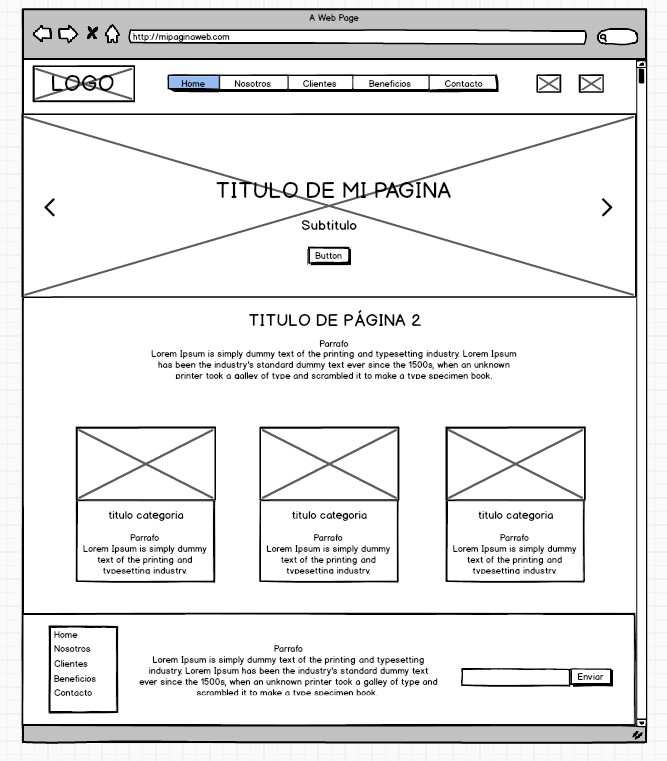 A Web Page
http://mipaginaweb.com
LOGO
Home Nosotros Clientes Beneficios Contacto
TITULO DE MI PAGINA
Subtitulo
Button
TITULO DE PÁGINA 2
Parrafo
Lorem Ipsum is simply dummy text of the printing and typesetting industry. Lorem Ipsum
has been the industry's standard dummy text ever since the 1500s, when an unknown
printer took a galley of type and scrambled it to make a type specimen book.
titulo categoria
Parrafo
Lorem Ipsum is simply dummy
text of the printing and
typesetting industry.
titulo categoria
Parrafo
Lorem Ipsum is simply dummy
text of the printing and
typesetting industry.
titulo categoria
Parrafo
Lorem Ipsum is simply dummy
text of the printing and
typesetting industry.
Home
Nosotros
Clientes
Beneficios
Contacto
Parrafo
Lorem Ipsum is simply dummy text of the printing and typesetting
industry. Lorem Ipsum has been the industry's standard dummy text
ever since the 1500s, when an unknown printer took a galley of type and
scrambled it to make a type specimen book.
Enviar